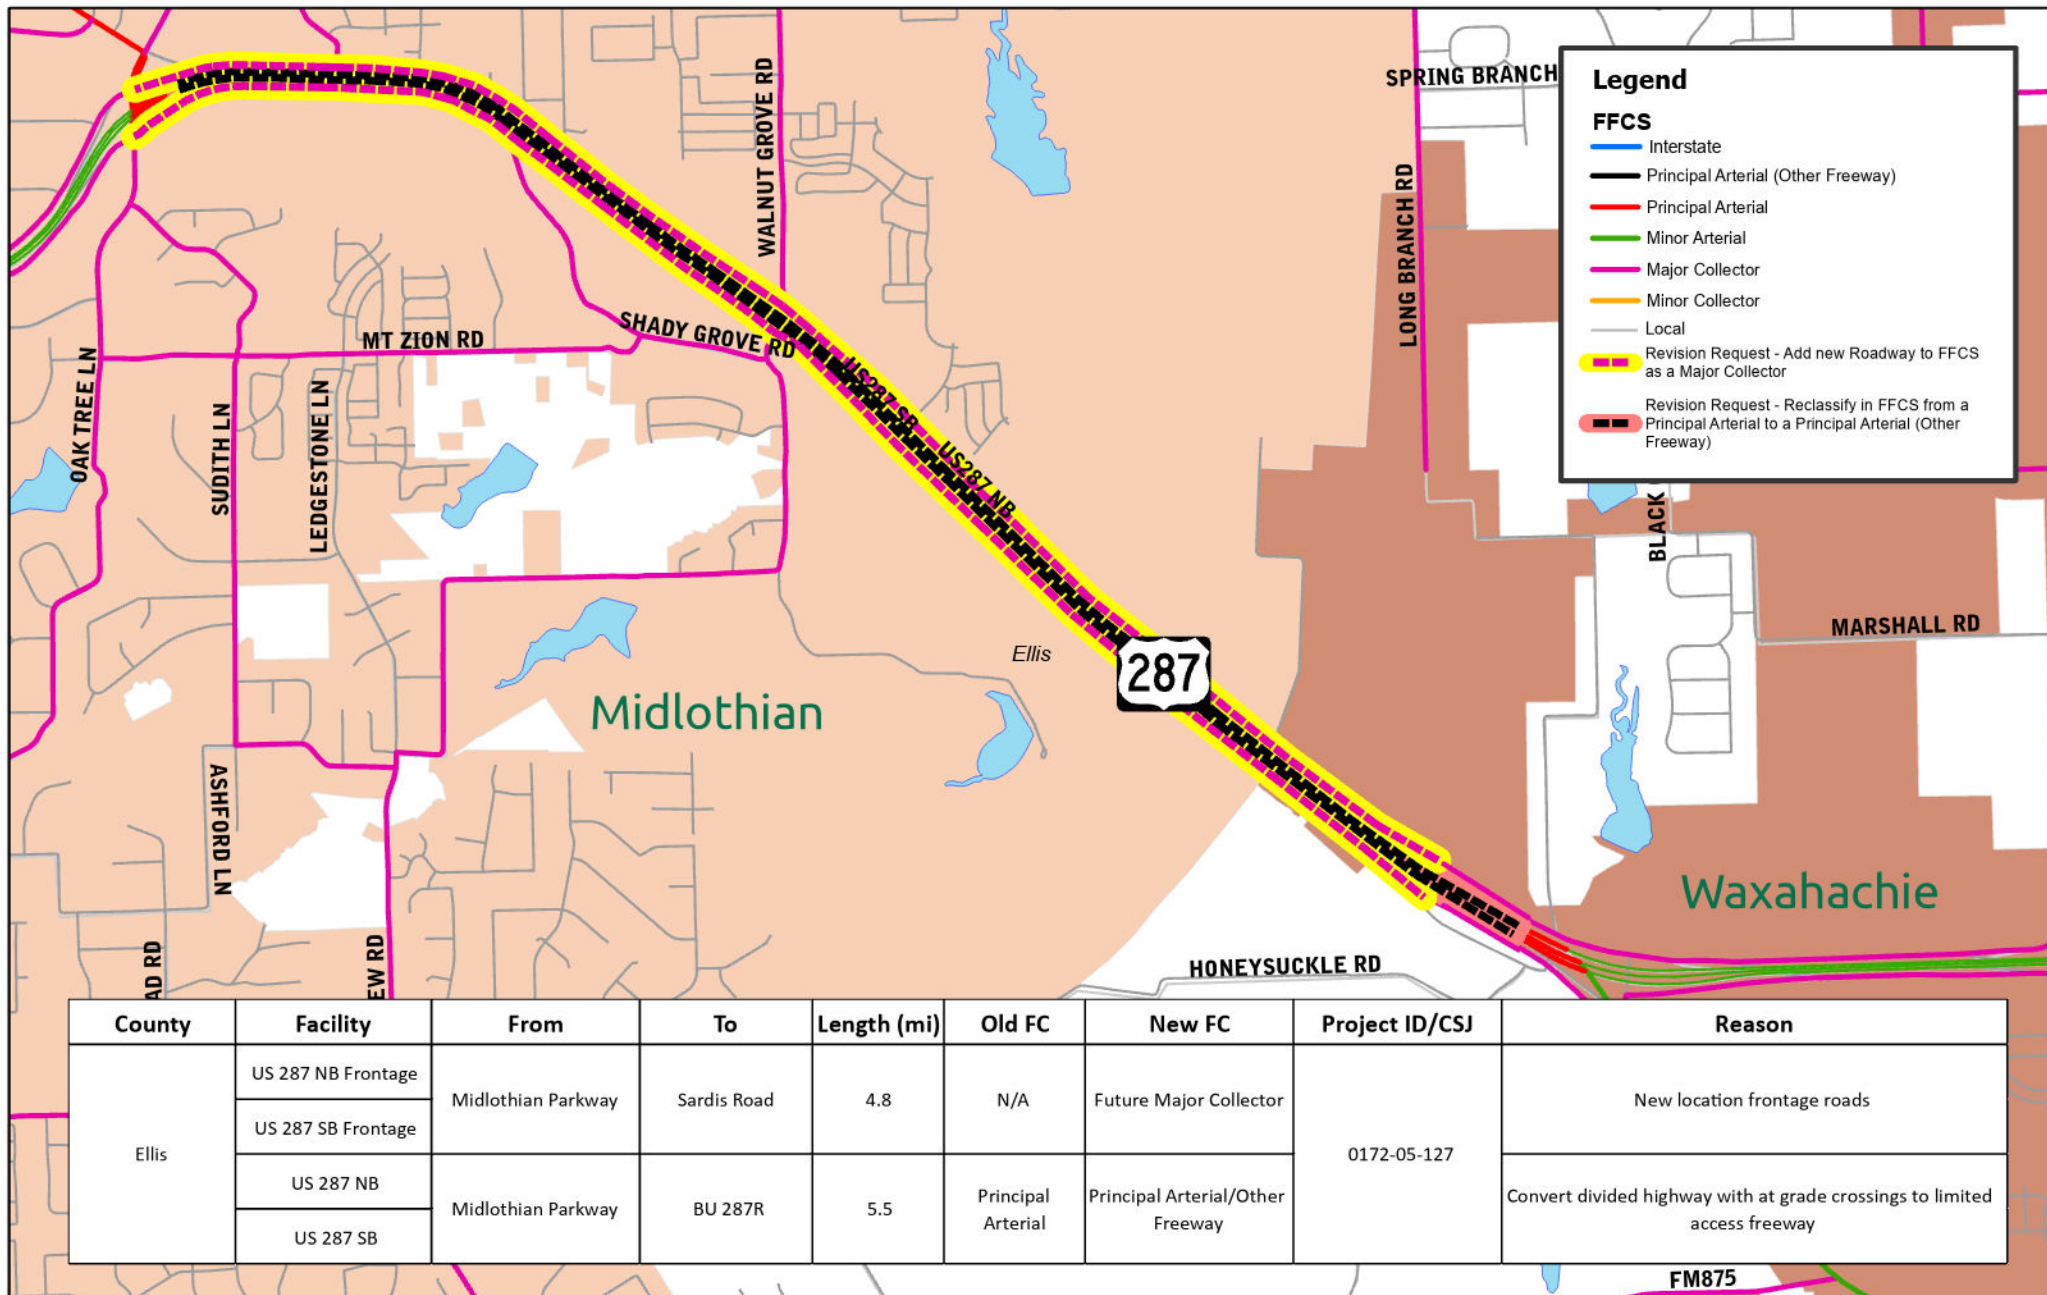 WALNUT GROVE RD
SPRING BRANCH
LONG BRANCH RD
Legend
FFCS
Interstate
Principal Arterial (Other Freeway)
Principal Arterial
Minor Arterial
Major Collector
Minor Collector
Local
Revision Request - Add new Roadway to FFCS
as a Major Collector
Revision Request - Reclassify in FFCS from a
Principal Arterial to a Principal Arterial (Other
Freeway)
SHADY GROVE RD
MT ZION RD
OAK TREE LN
SUDITH LN
LEDGESTONE LN
US287 SB
US287 NB
BLACK
MARSHALL RD
Ellis
287
Midlothian
ASHFORD LN
Waxahachie
AD RD
EW RD
HONEYSUCKLE RD
County Facility From To Length (mi) Old FC New FC Project ID/CSJ Reason
Ellis
US 287 NB Frontage
US 287 SB Frontage
Midlothian Parkway Sardis Road 4.8 N/A Future Major Collector
0172-05-127
New location frontage roads
US 287 NB
US 287 SB
Midlothian Parkway BU 287R 5.5
Principal
Arterial
Principal Arterial/Other
Freeway
Convert divided highway with at grade crossings to limited
access freeway
FM875